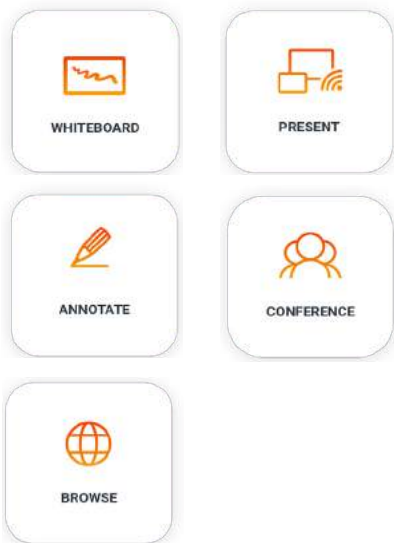 WHITEBOARD
PRESENT
ANNOTATE
CONFERENCE
BROWSE